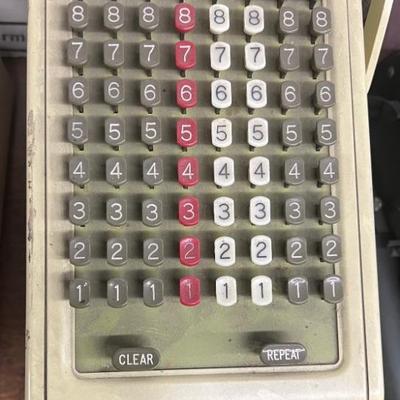 rm
8 8 8 8 8 8 8 8
7 7 7 7 7 7 7 7
6 6 6 6 6 6 6 6
5 5 5 5 5 5 5 5
4 4 4 4 4 4 4 4
3 3 3 3 3 3 3 3
2 2 2 2 2 2 2 2
1 1 1 1 1 1 1 1
CLEAR REPEAT